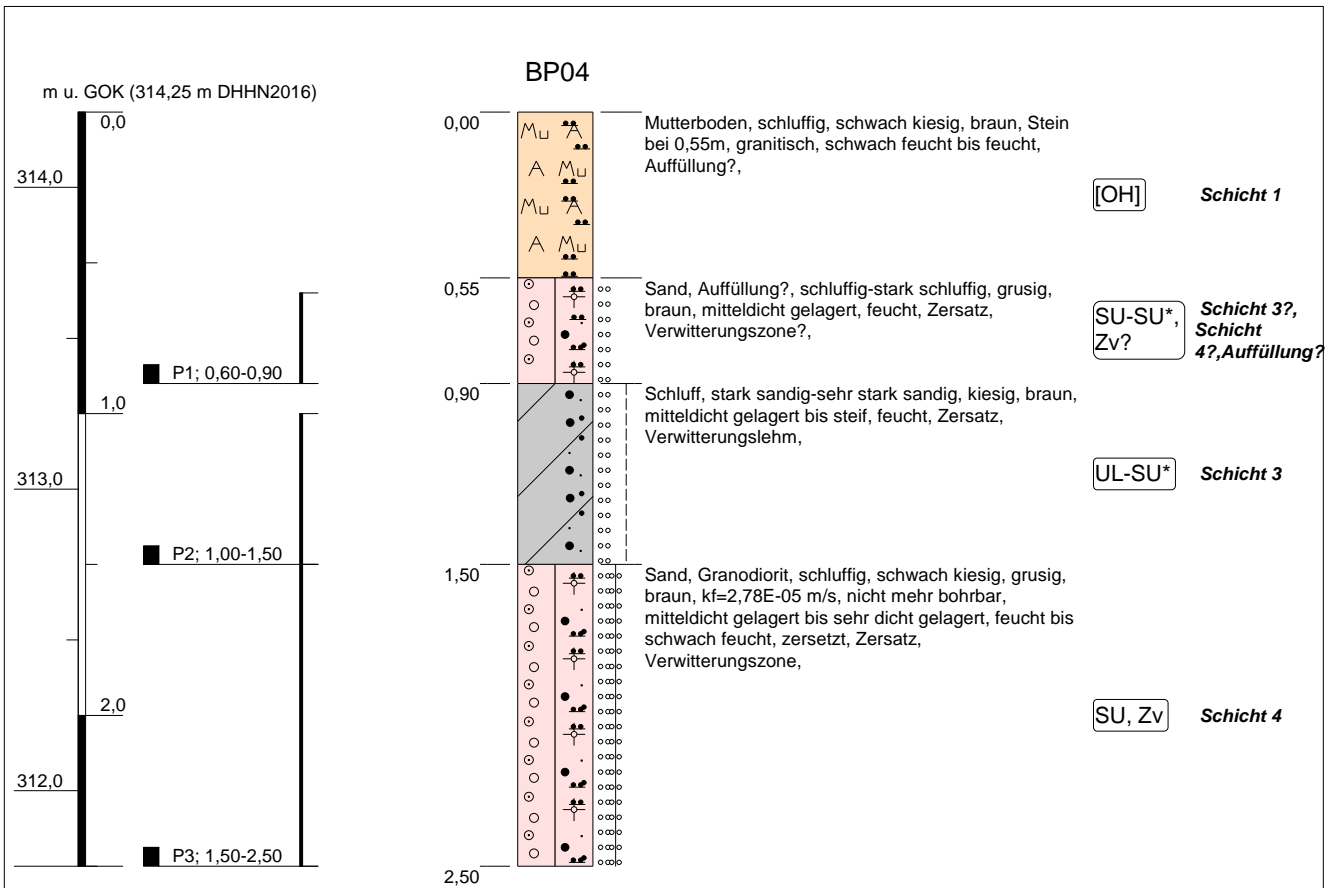 BP04
m u. GOK (314,25 m DHHN2016)
0,0
314,0
P1; 0,60-0,90
1,0
313,0
P2; 1,00-1,50
2,0
312,0
P3; 1,50-2,50
0,00
Mu A
A Mu
Mu A
A Mu
0,55
0,90
1,50
2,50
Mutterboden, schluffig, schwach kiesig, braun, Stein
bei 0,55m, granitisch, schwach feucht bis feucht,
Auffüllung?,
[OH]
Schicht 1
Sand, Auffüllung?, schluffig-stark schluffig, grusig,
braun, mitteldicht gelagert, feucht, Zersatz,
Verwitterungszone?,
SU-SU*,
Zv?
Schicht 3?,
Schicht
4?,Auffüllung?
Schluff, stark sandig-sehr stark sandig, kiesig, braun,
mitteldicht gelagert bis steif, feucht, Zersatz,
Verwitterungslehm,
UL-SU*
Schicht 3
Sand, Granodiorit, schluffig, schwach kiesig, grusig,
braun, kf=2,78E-05 m/s, nicht mehr bohrbar,
mitteldicht gelagert bis sehr dicht gelagert, feucht bis
schwach feucht, zersetzt, Zersatz,
Verwitterungszone,
SU, Zv
Schicht 4